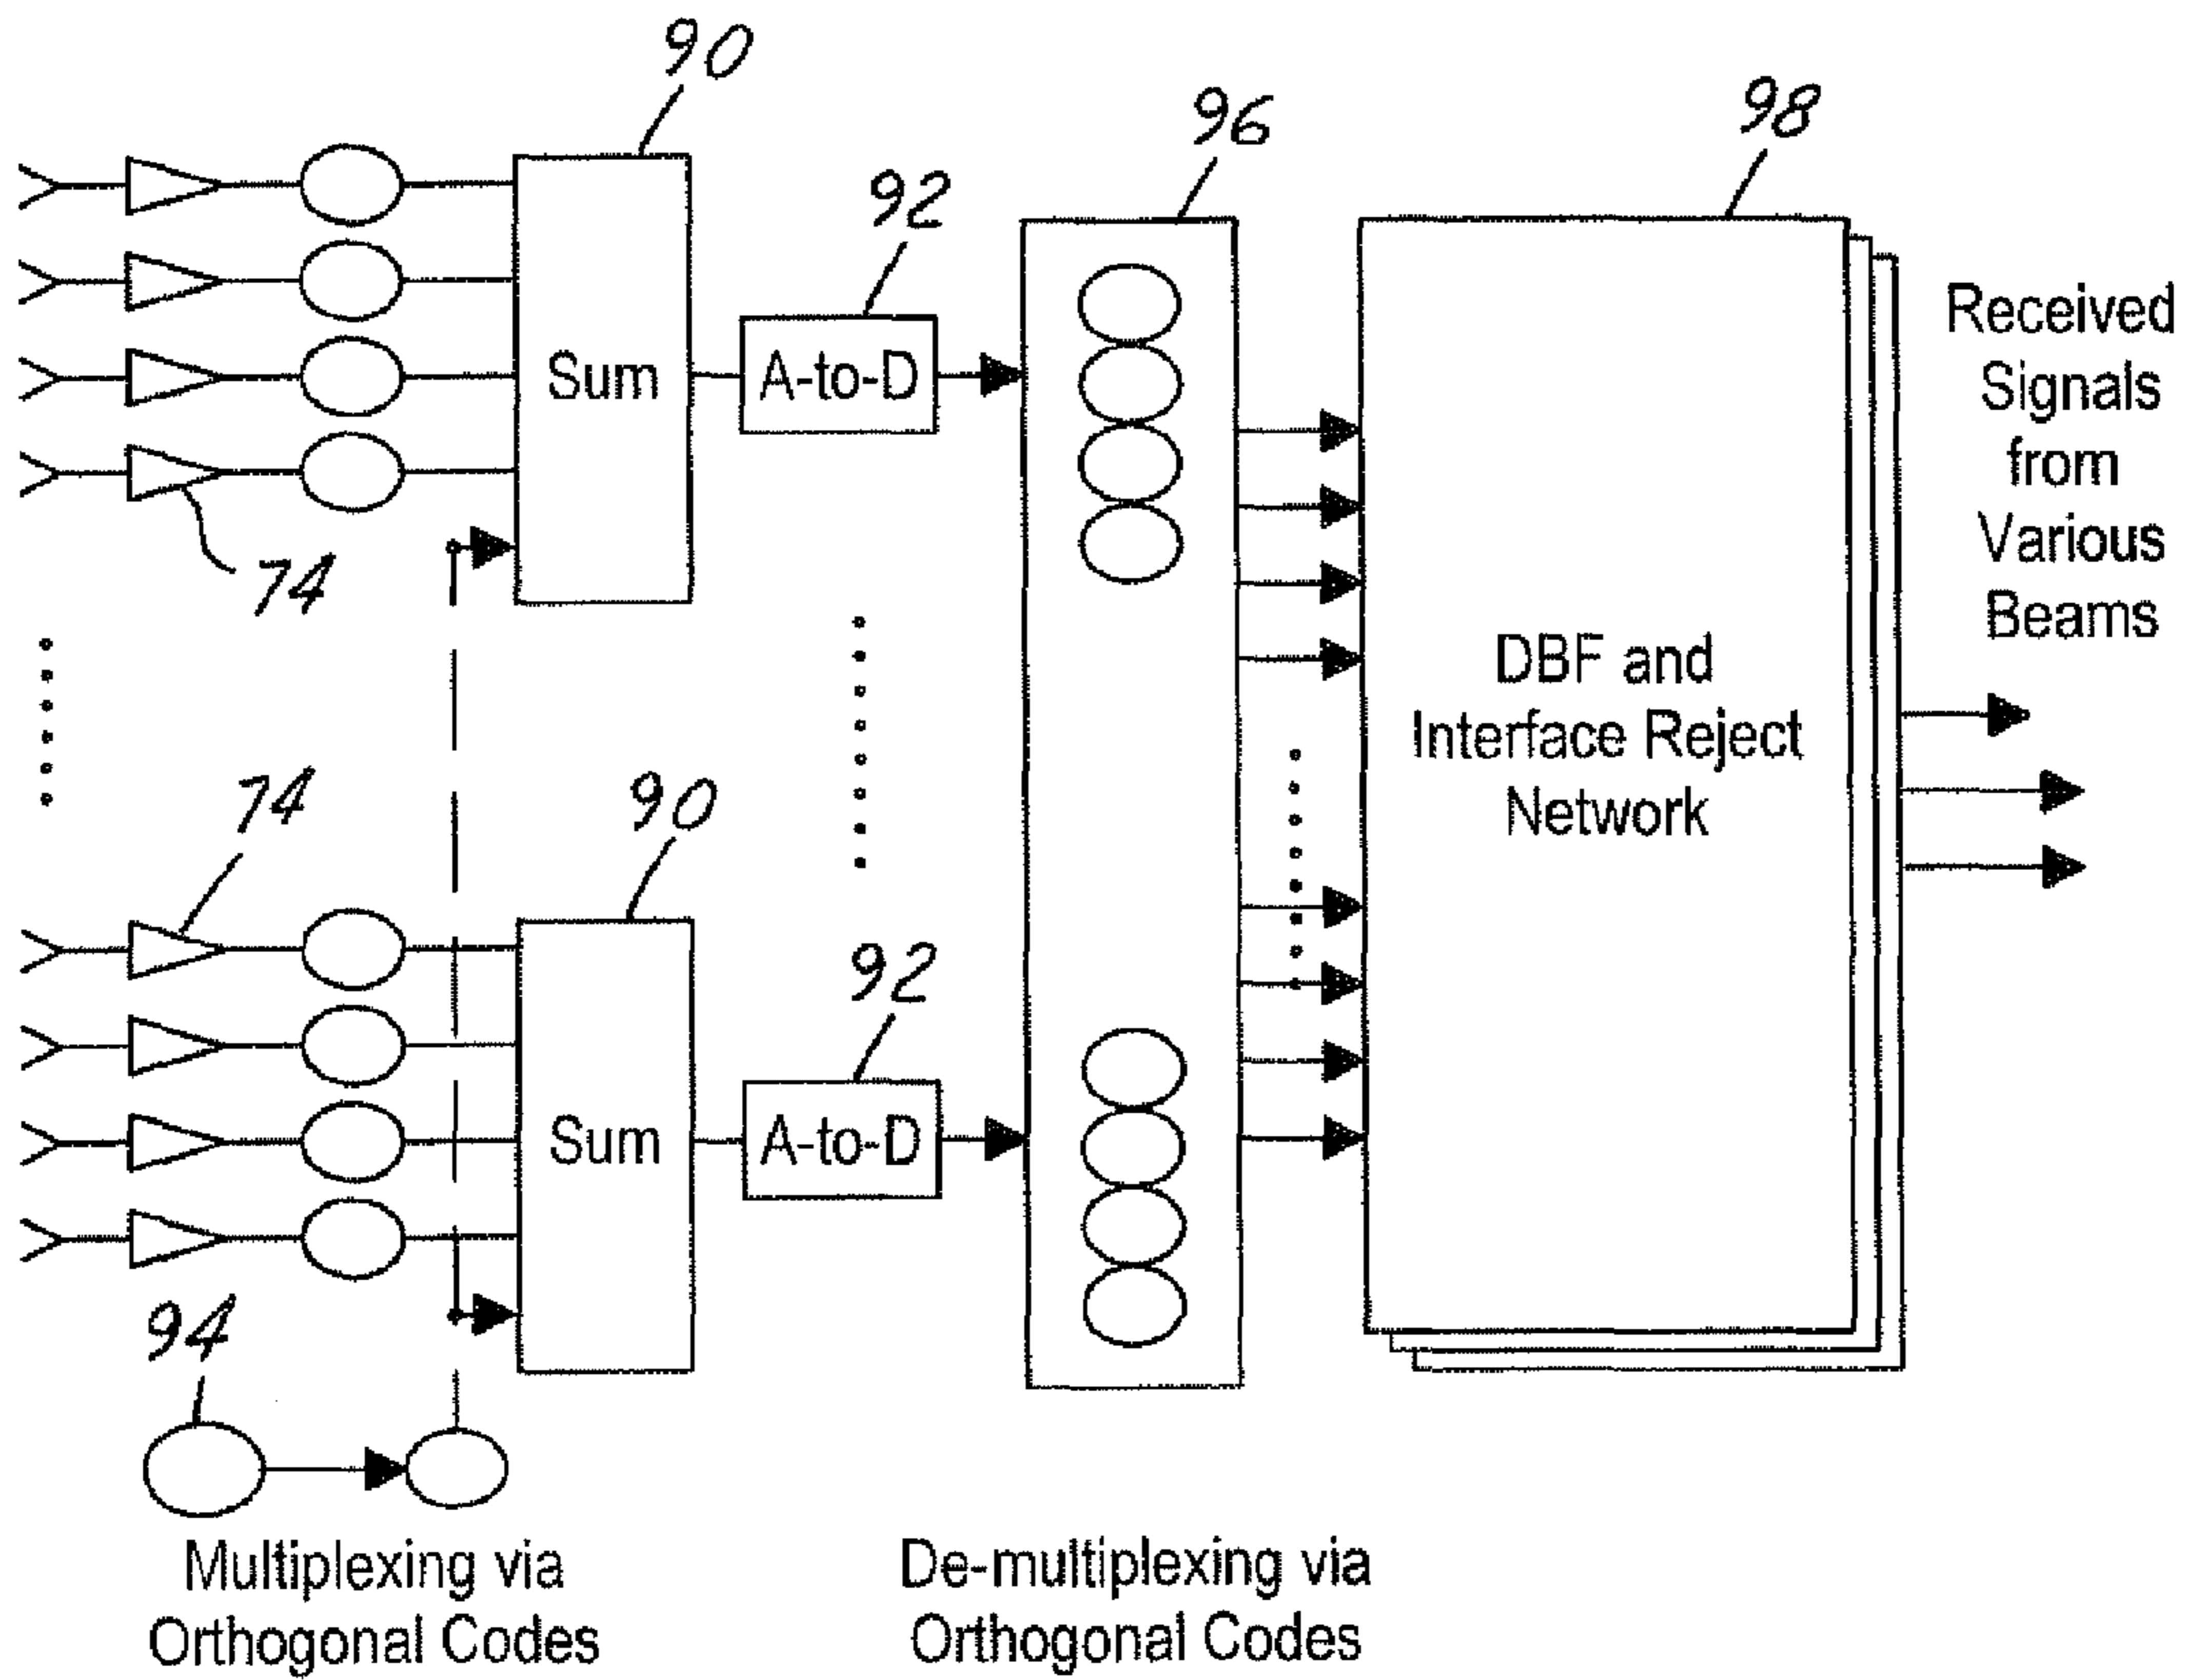 90
96
98
92
Received
Signals
from
Various
Beams
Sum
A-to-D
74
DBF and
Interface Reject
Network
74
90
92
Sum
A-to-D
94
Multiplexing via
Orthogonal Codes
De-multiplexing via
Orthogonal Codes